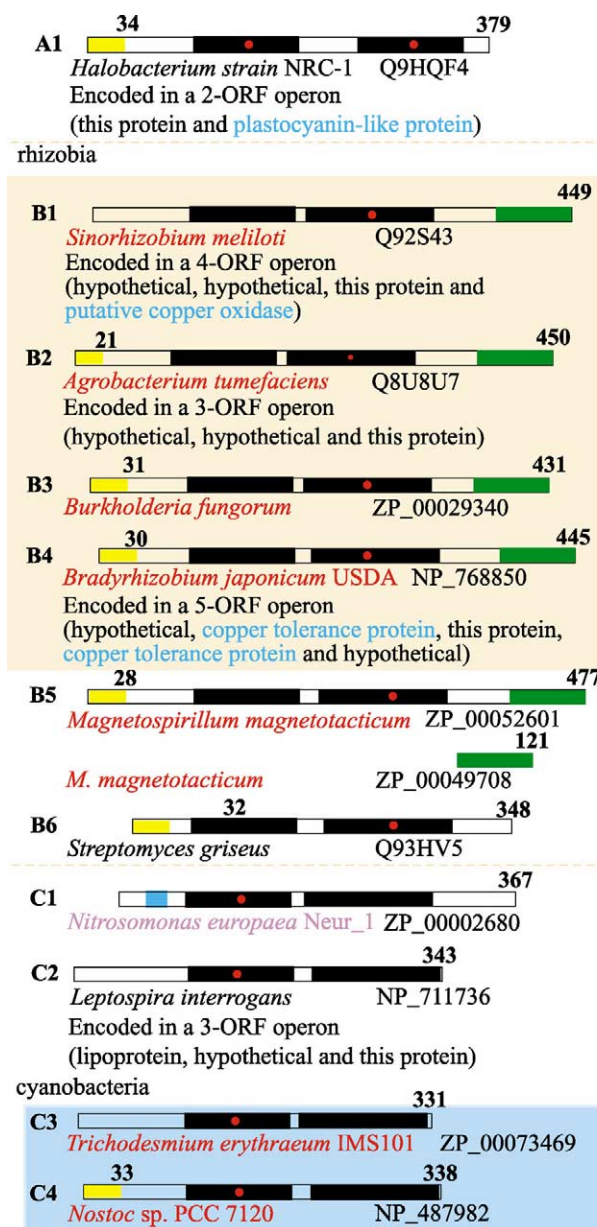 34 379
A1
Halobacterium strain NRC-1 Q9HQF4
Encoded in a 2-ORF operon
(this protein and plastocyanin-like protein)
rhizobia
449
B1
Sinorhizobium meliloti Q92S43
Encoded in a 4-ORF operon
(hypothetical, hypothetical, this protein and
putative copper oxidase)
21 450
B2
Agrobacterium tumefaciens Q8U8U7
Encoded in a 3-ORF operon
(hypothetical, hypothetical and this protein)
31 431
B3
Burkholderia fungorum ZP_00029340
30 445
B4
Bradyrhizobium japonicum USDA NP_768850
Encoded in a 5-ORF operon
(hypothetical, copper tolerance protein, this protein,
copper tolerance protein and hypothetical)
28 477
B5
Magnetospirillum magnetotacticum ZP_00052601
121
M. magnetotacticum ZP_00049708
32 348
B6
Streptomyces griseus Q93HV5
367
C1
Nitrosomonas europaea Neur_1 ZP_00002680
343
C2
Leptospira interrogans NP_711736
Encoded in a 3-ORF operon
(lipoprotein, hypothetical and this protein)
cyanobacteria
331
C3
Trichodesmium erythraeum IMS101 ZP_00073469
33 338
C4
Nostoc sp. PCC 7120 NP_487982